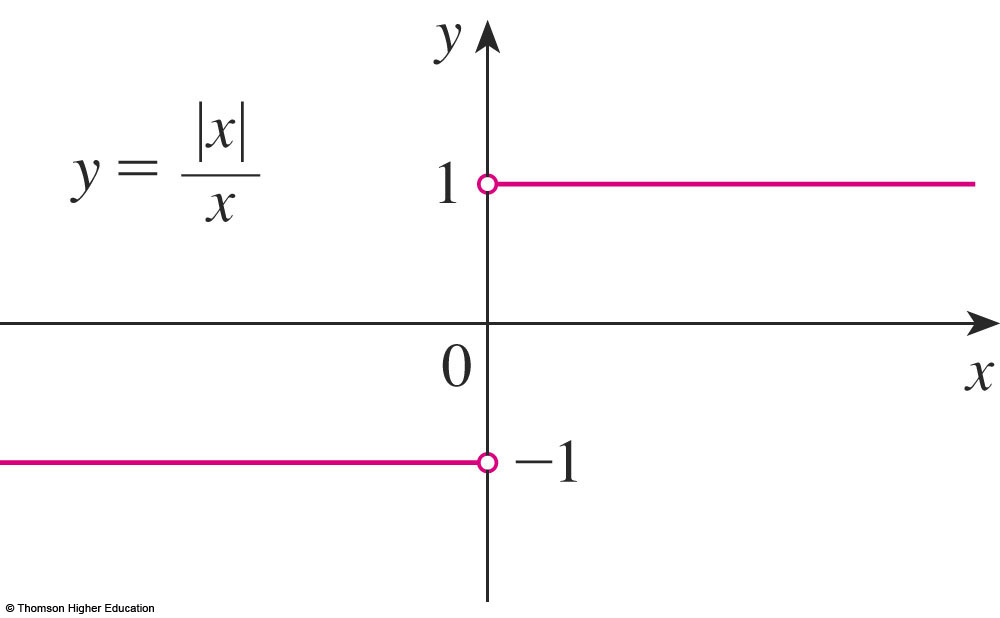 y
y = |x|/x
1
0
x
−1
© Thomson Higher Education